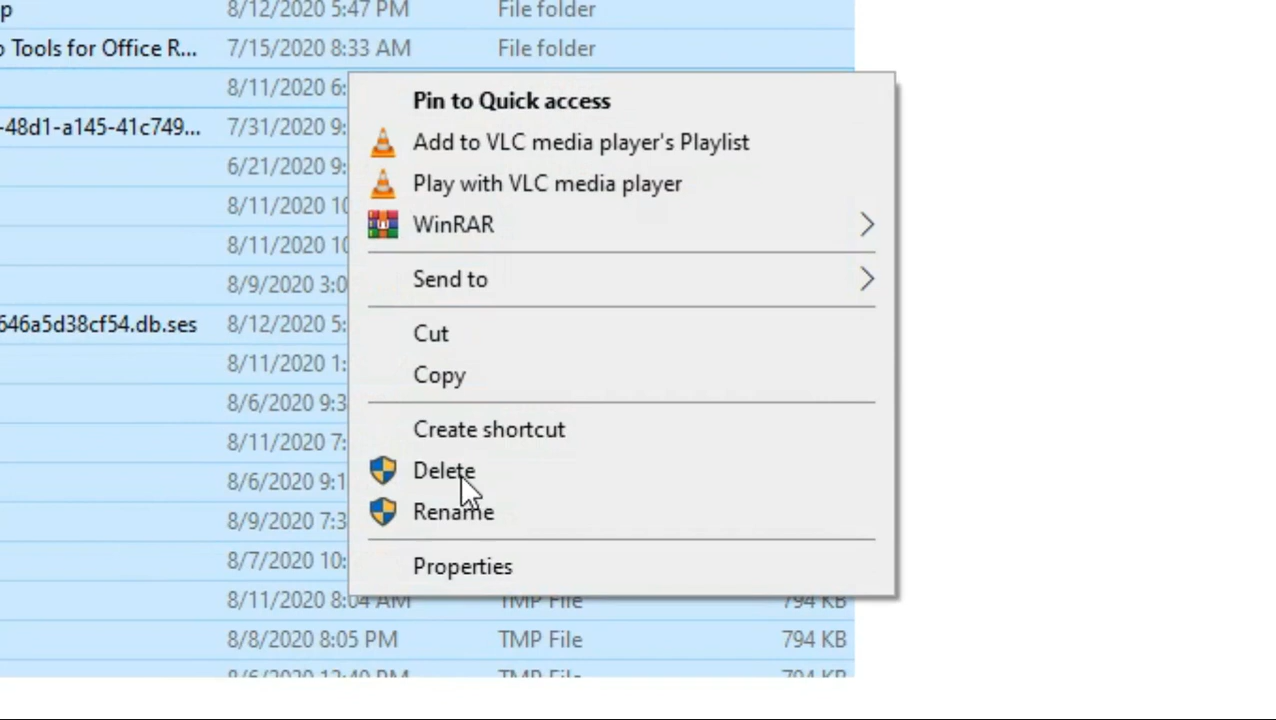 p 8/12/2020 5:47 PM File folder
o Tools for Office R... 7/15/2020 8:33 AM File folder
8/11/2020 6:
Pin to Quick access
-48d1-a145-41c749... 7/31/2020 9:
Add to VLC media player's Playlist
6/21/2020 9:
Play with VLC media player
8/11/2020 10
WinRAR
8/11/2020 10
8/9/2020 3:0
Send to
646a5d38cf54.db.ses 8/12/2020 5:
Cut
8/11/2020 1:
Copy
8/6/2020 9:3
8/11/2020 7:
Create shortcut
8/6/2020 9:1
Delete
8/9/2020 7:3
Rename
8/7/2020 10:
Properties
8/11/2020 8:04 AM TMP File 794 KB
8/8/2020 8:05 PM TMP File 794 KB
8/6/2020 12:40 PM TMP File 794 KB